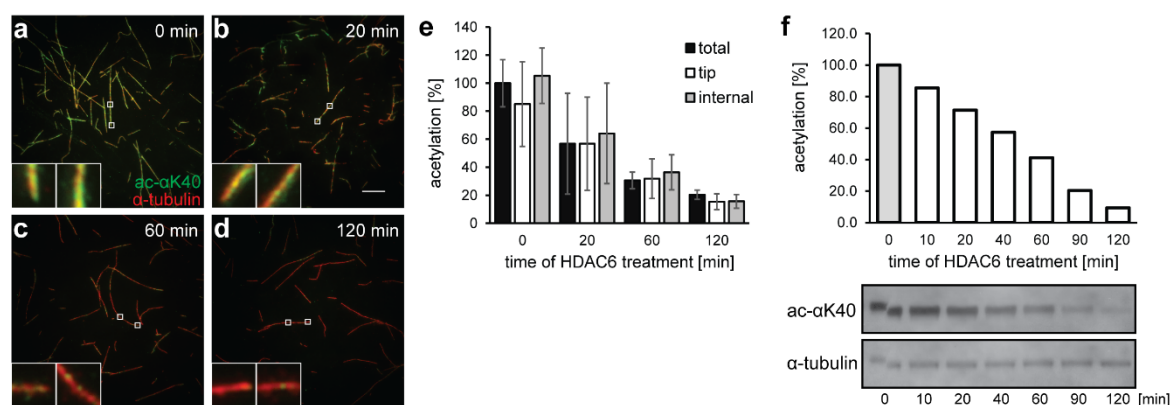 a 0 min
b 20 min
ac-αK40
α-tubulin
c 60 min
d 120 min
e
140
120
100
80
60
40
20
0
acetylation [%]
total
tip
internal
0 20 60 120
time of HDAC6 treatment [min]
f
120.0
100.0
80.0
60.0
40.0
20.0
0.0
acetylation [%]
0 10 20 40 60 90 120
time of HDAC6 treatment [min]
ac-αK40
α-tubulin
0 10 20 40 60 90 120 [min]